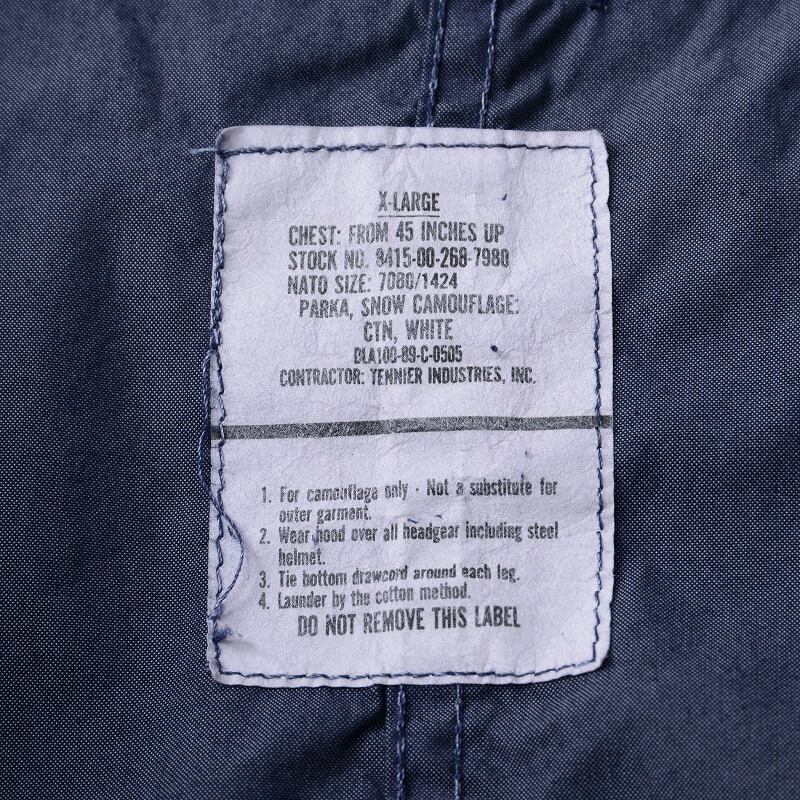 X-LARGE
CHEST: FROM 45 INCHES UP
STOCK NO. 8415-00-268-7980
NATO SIZE: 7080/1424
PARKA, SNOW CAMOUFLAGE:
CTN, WHITE
DLA100-89-C-0505
CONTRACTOR: TENNIER INDUSTRIES, INC.
1. For camouflage only - Not a substitute for
outer garment.
2. Wear hood over all headgear including steel
helmet.
3. Tie bottom drawcord around each leg.
4. Launder by the cotton method.
DO NOT REMOVE THIS LABEL